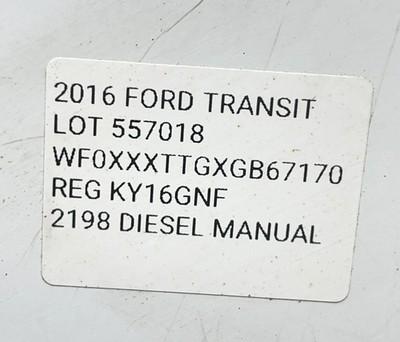 2016 FORD TRANSIT
LOT 557018
WF0XXXTTGXGB67170
REG KY16GNF
2198 DIESEL MANUAL